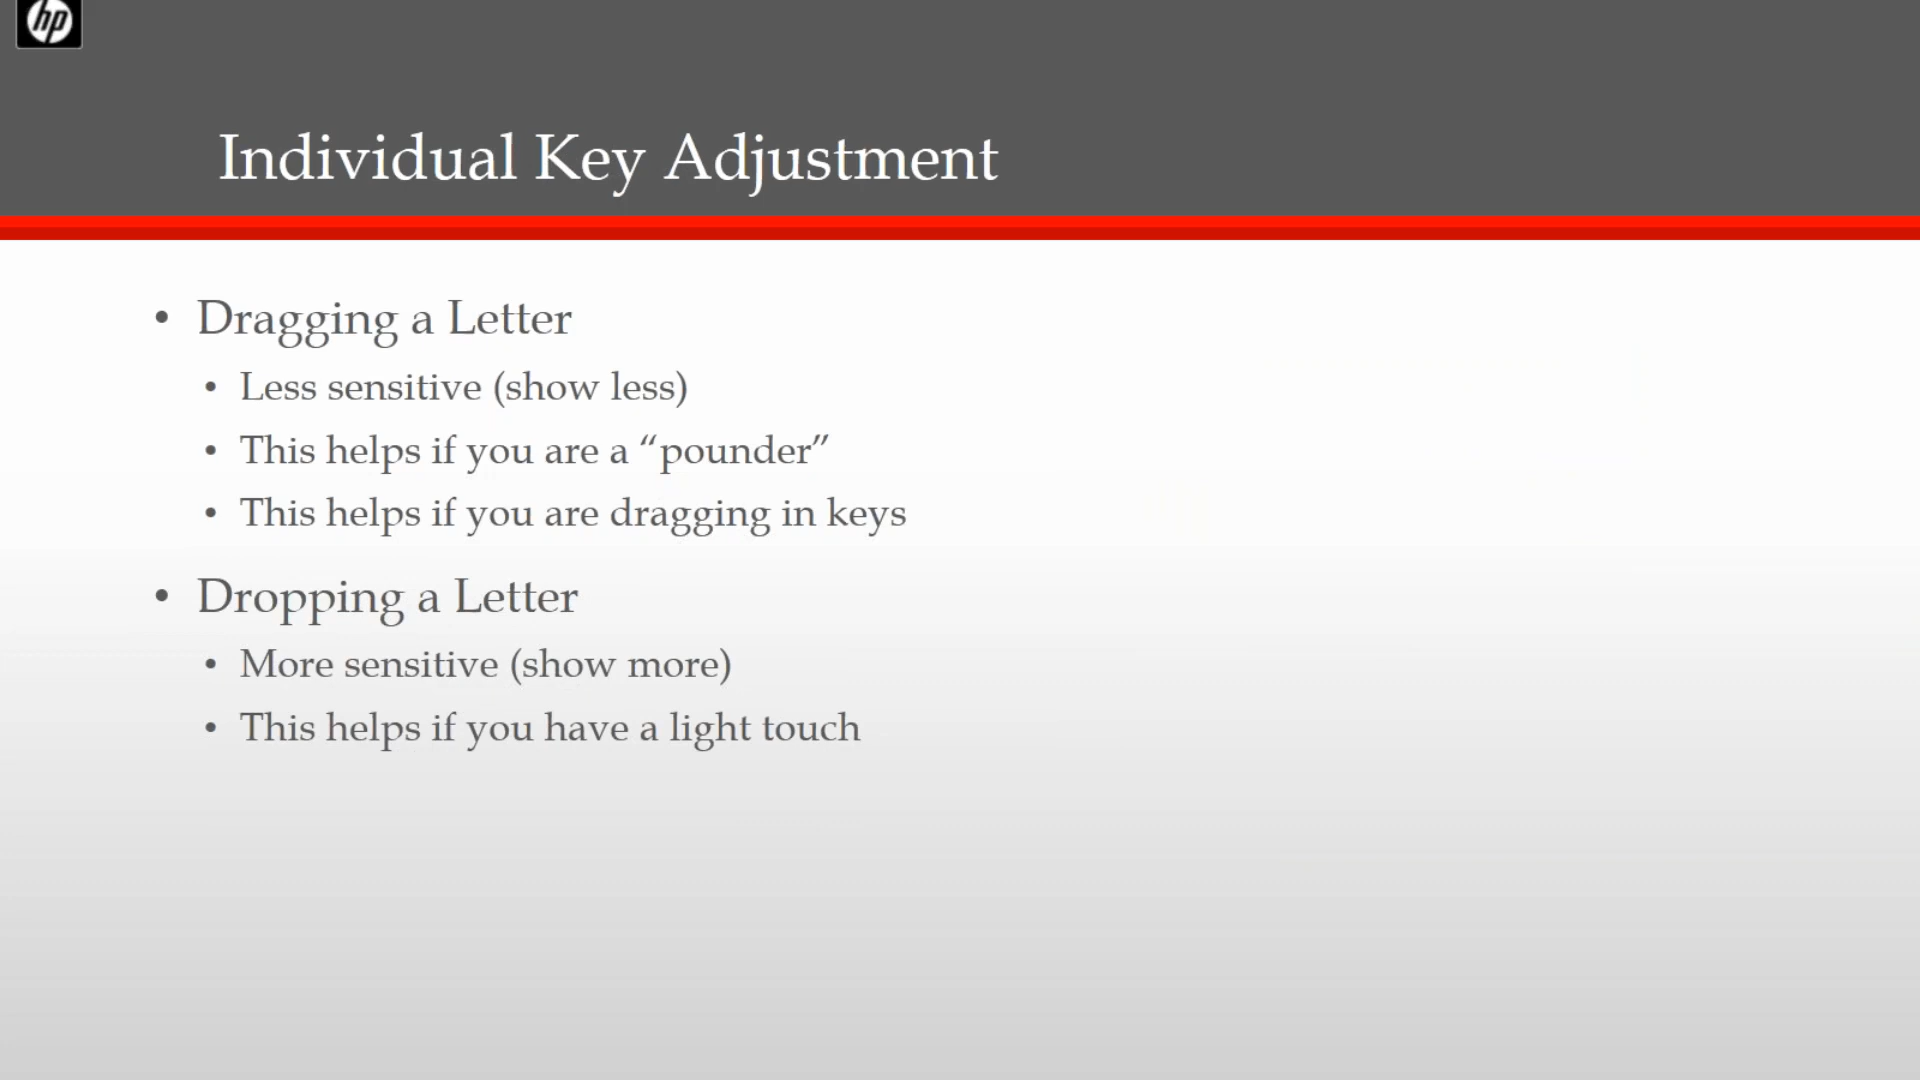 hp
Individual Key Adjustment
• Dragging a Letter
• Less sensitive (show less)
• This helps if you are a “pounder”
• This helps if you are dragging in keys
• Dropping a Letter
• More sensitive (show more)
• This helps if you have a light touch